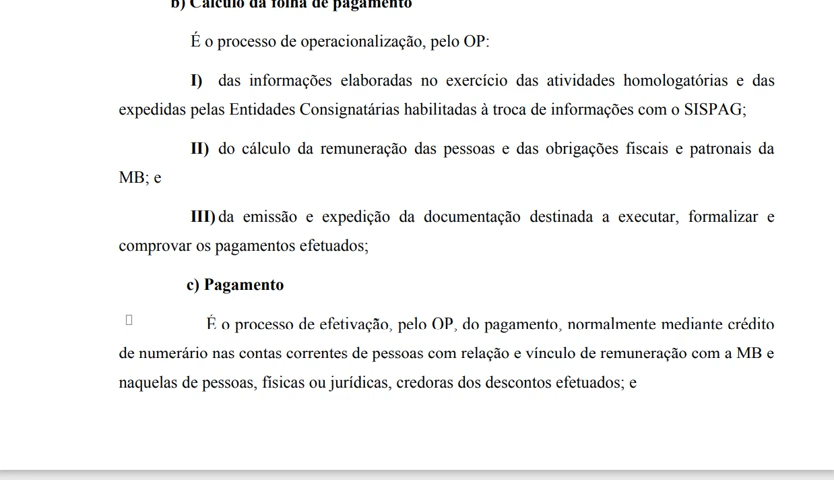 b) Cálculo da folha de pagamento
É o processo de operacionalização, pelo OP:
I) das informações elaboradas no exercício das atividades homologatórias e das
expedidas pelas Entidades Consignatárias habilitadas à troca de informações com o SISPAG;
II) do cálculo da remuneração das pessoas e das obrigações fiscais e patronais da
MB; e
III) da emissão e expedição da documentação destinada a executar, formalizar e
comprovar os pagamentos efetuados;
c) Pagamento
É o processo de efetivação, pelo OP, do pagamento, normalmente mediante crédito
de numerário nas contas correntes de pessoas com relação e vínculo de remuneração com a MB e
naquelas de pessoas, físicas ou jurídicas, credoras dos descontos efetuados; e